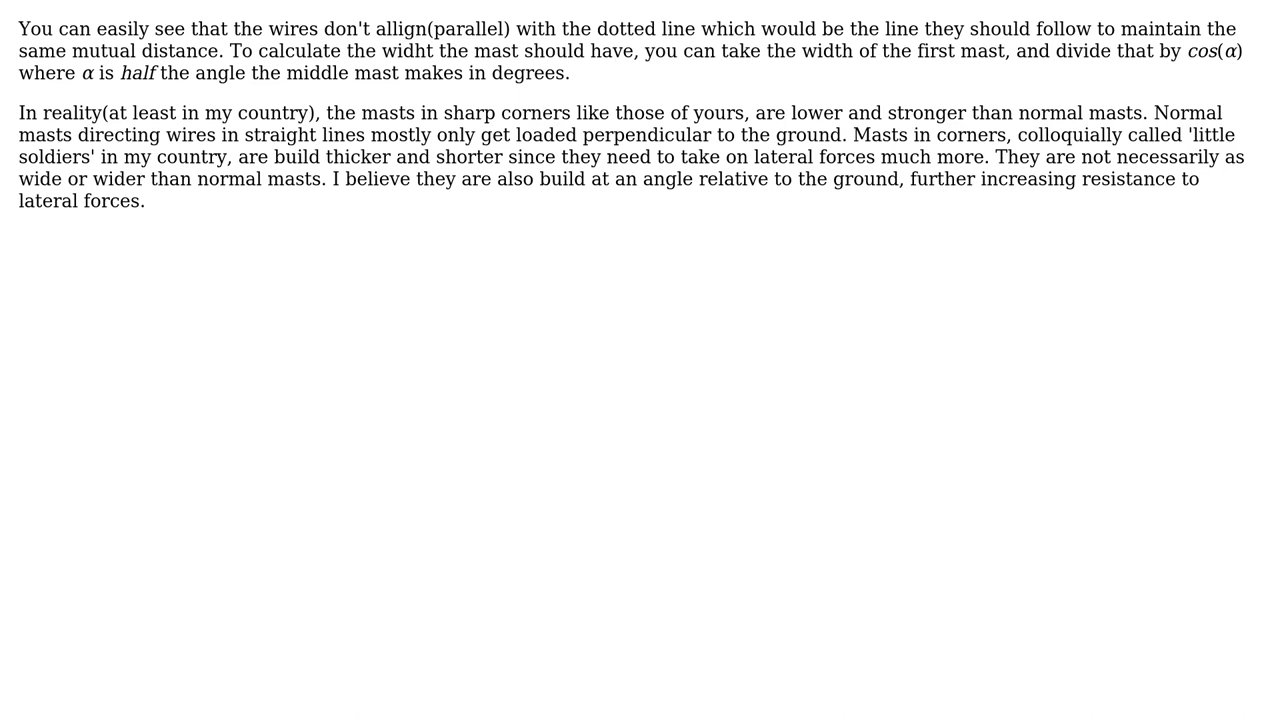 You can easily see that the wires don't allign(parallel) with the dotted line which would be the line they should follow to maintain the
same mutual distance. To calculate the widht the mast should have, you can take the width of the first mast, and divide that by cos(α)
where α is half the angle the middle mast makes in degrees.
In reality(at least in my country), the masts in sharp corners like those of yours, are lower and stronger than normal masts. Normal
masts directing wires in straight lines mostly only get loaded perpendicular to the ground. Masts in corners, colloquially called 'little
soldiers' in my country, are build thicker and shorter since they need to take on lateral forces much more. They are not necessarily as
wide or wider than normal masts. I believe they are also build at an angle relative to the ground, further increasing resistance to
lateral forces.